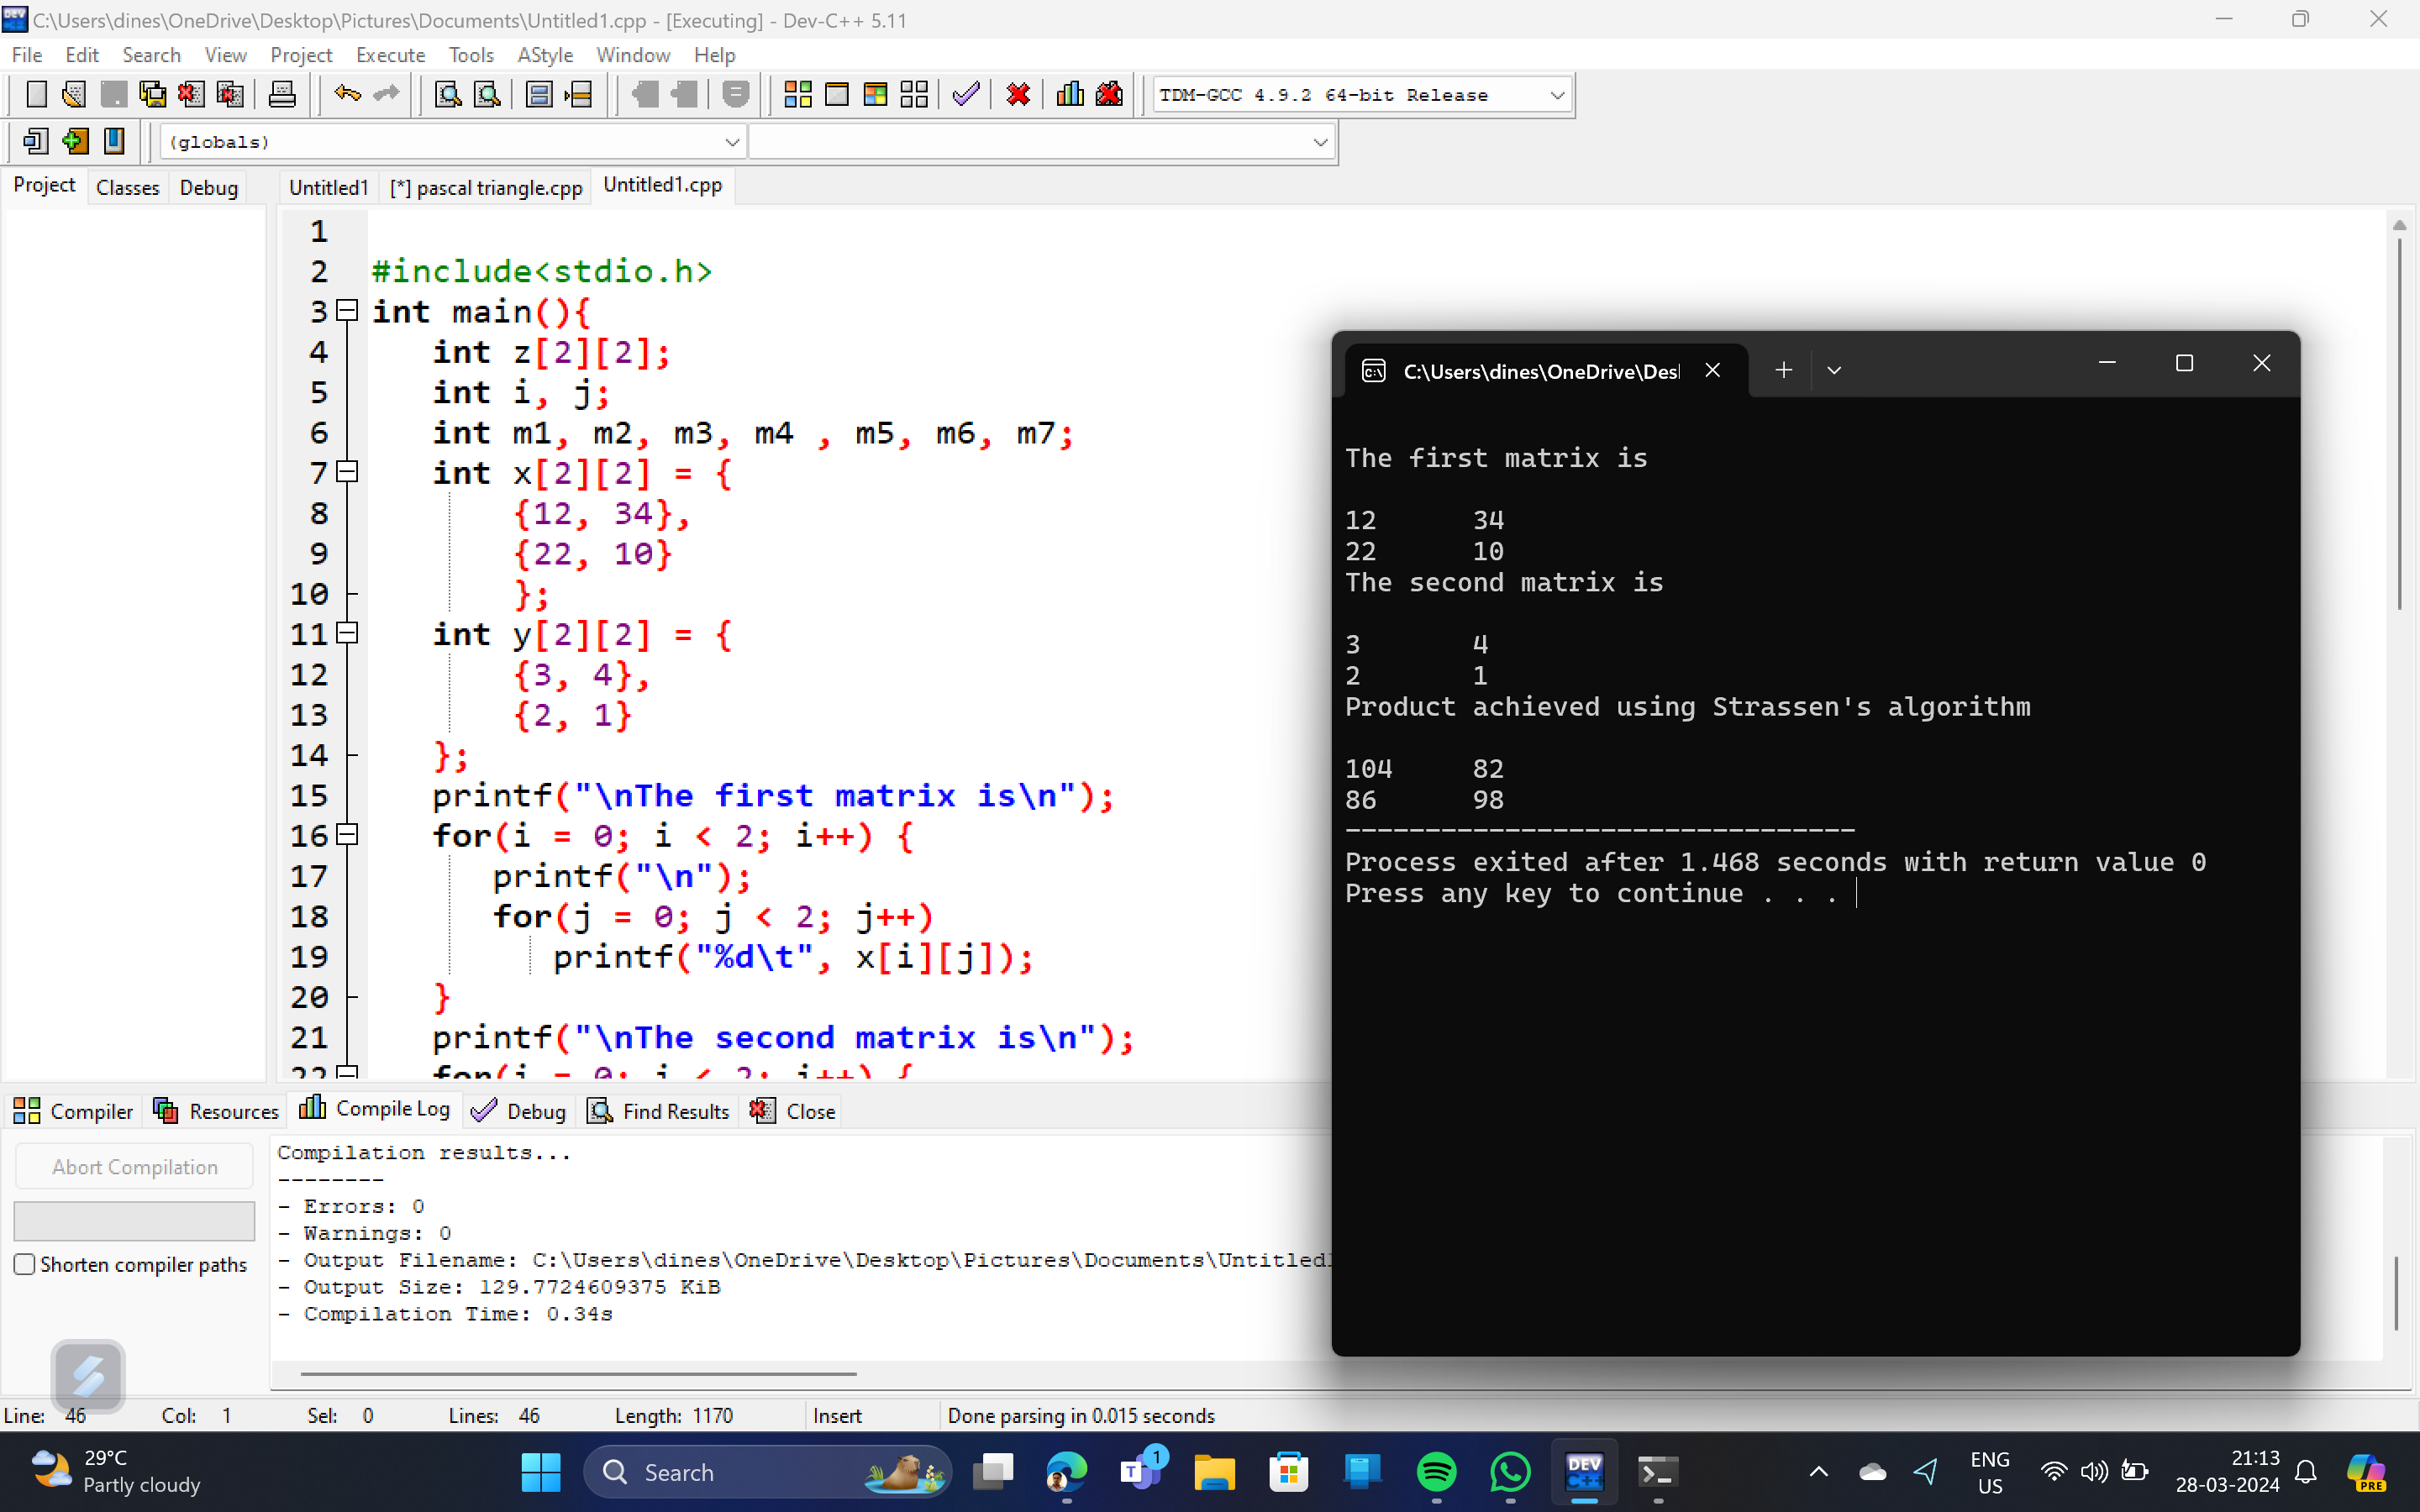 C:\Users\dines\OneDrive\Desktop\Pictures\Documents\Untitled1.cpp - [Executing] - Dev-C++ 5.11
File Edit Search View Project Execute Tools AStyle Window Help
TDM-GCC 4.9.2 64-bit Release
(globals)
Project Classes Debug
Untitled1 [*] pascal triangle.cpp Untitled1.cpp
1
2 #include<stdio.h>
3 int main(){
4 int z[2][2];
5 int i, j;
6 int m1, m2, m3, m4 , m5, m6, m7;
7 int x[2][2] = {
8 {12, 34},
9 {22, 10}
10 };
11 int y[2][2] = {
12 {3, 4},
13 {2, 1}
14 };
15 printf("\nThe first matrix is\n");
16 for(i = 0; i < 2; i++) {
17 printf("\n");
18 for(j = 0; j < 2; j++)
19 printf("%d\t", x[i][j]);
20 }
21 printf("\nThe second matrix is\n");
22 for(i = 0; i < 2; i++) {
C:\Users\dines\OneDrive\Des
The first matrix is
12 34
22 10
The second matrix is
3 4
2 1
Product achieved using Strassen's algorithm
104 82
86 98
--------------------------------
Process exited after 1.468 seconds with return value 0
Press any key to continue . . .
Compiler Resources Compile Log Debug Find Results Close
Abort Compilation
Shorten compiler paths
Compilation results...
--------
- Errors: 0
- Warnings: 0
- Output Filename: C:\Users\dines\OneDrive\Desktop\Pictures\Documents\Untitled
- Output Size: 129.7724609375 KiB
- Compilation Time: 0.34s
Line: 46 Col: 1 Sel: 0 Lines: 46 Length: 1170 Insert Done parsing in 0.015 seconds
29°C
Partly cloudy
Search
1
T
DEV
C++
ENG
US
21:13
28-03-2024
PRE